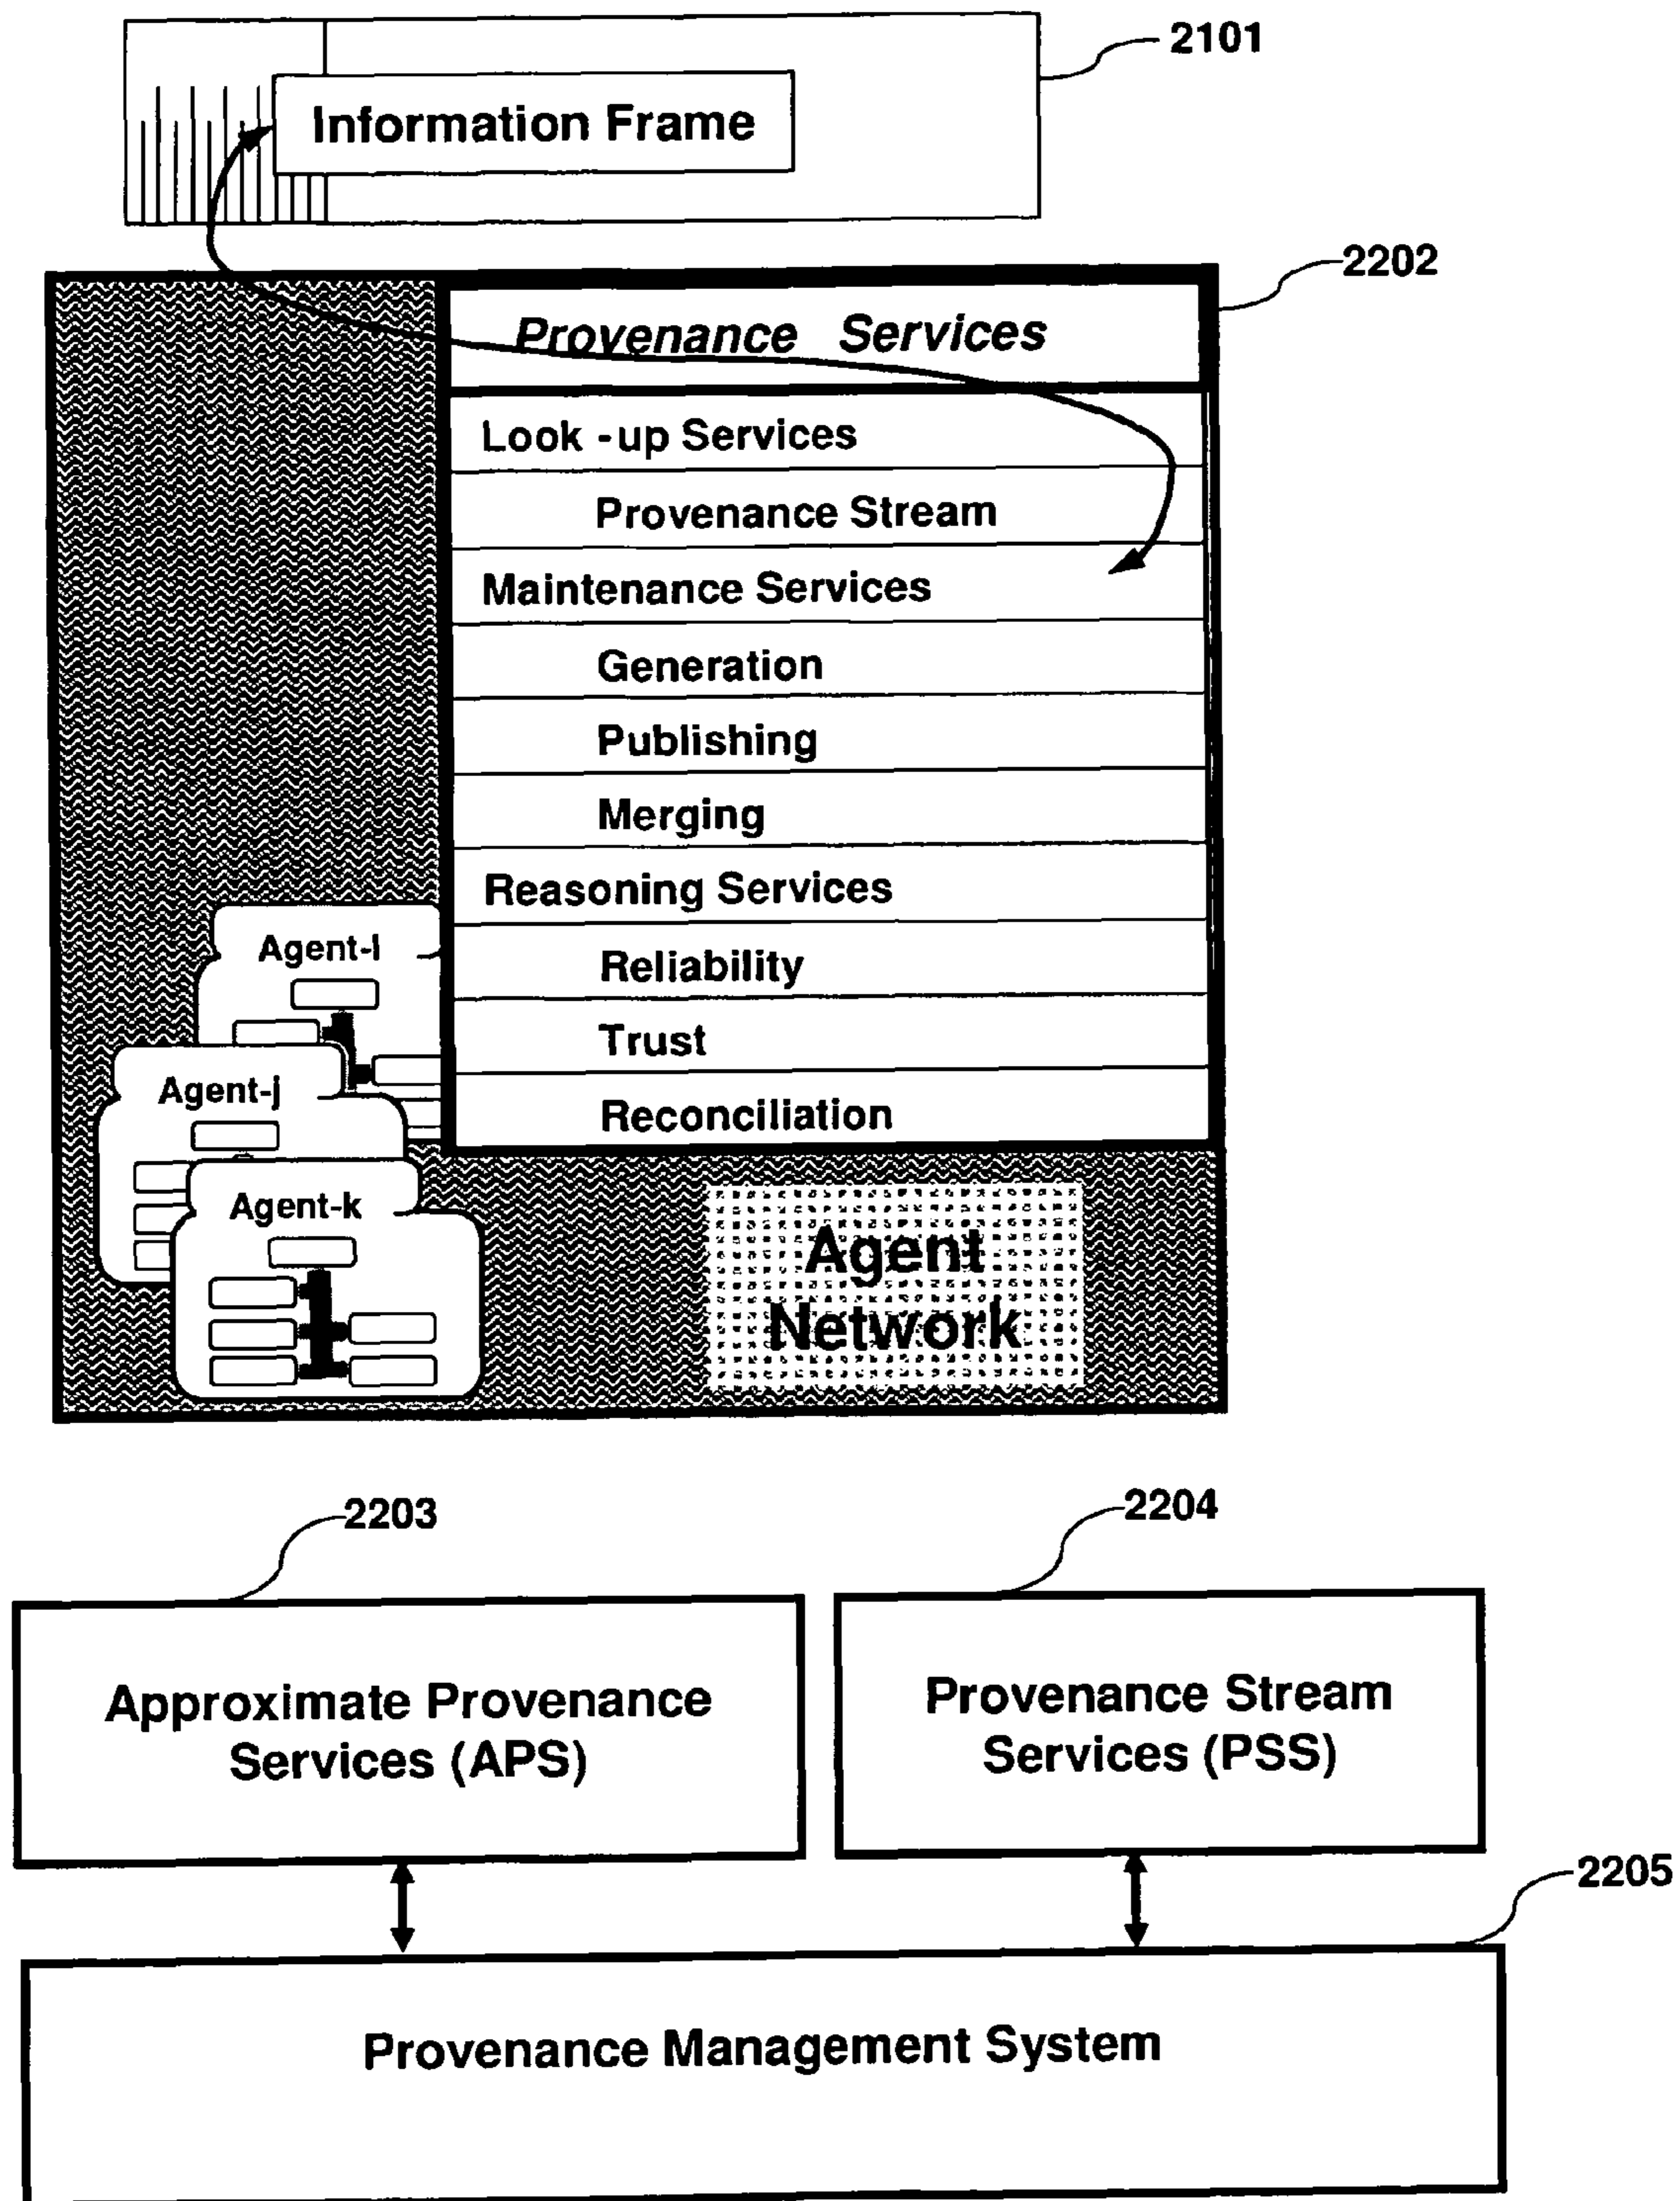 2101
Information Frame
2202
Provenance Services
Look -up Services
Provenance Stream
Maintenance Services
Generation
Publishing
Merging
Reasoning Services
Reliability
Trust
Reconciliation
Agent-I
Agent-j
Agent-k
Agent
Network
2203
2204
Approximate Provenance
Services (APS)
Provenance Stream
Services (PSS)
2205
Provenance Management System